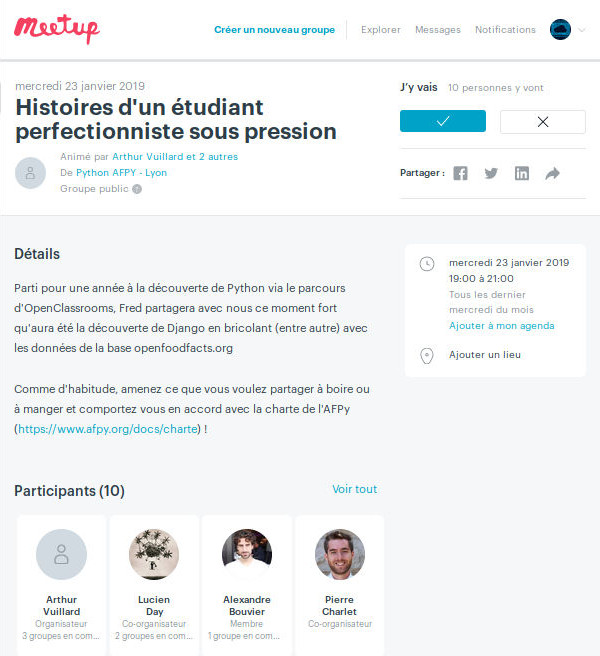 Meetup
Créer un nouveau groupe
Explorer
Messages
Notifications
mercredi 23 janvier 2019
Histoires d'un étudiant
perfectionniste sous pression
Animé par Arthur Vuillard et 2 autres
De Python AFPY - Lyon
Groupe public
J'y vais
10 personnes y vont
Partager :
Détails
Parti pour une année à la découverte de Python via le parcours
d'OpenClassrooms, Fred partagera avec nous ce moment fort
qu'aura été la découverte de Django en bricolant (entre autre) avec
les données de la base openfoodfacts.org
Comme d'habitude, amenez ce que vous voulez partager à boire ou
à manger et comportez vous en accord avec la charte de l'AFPy
(https://www.afpy.org/docs/charte) !
mercredi 23 janvier 2019
19:00 à 21:00
Tous les dernier
mercredi du mois
Ajouter à mon agenda
Ajouter un lieu
Participants (10)
Voir tout
Arthur
Vuillard
Organisateur
3 groupes en com...
Lucien
Day
Co-organisateur
2 groupes en com...
Alexandre
Bouvier
Membre
1 groupe en com...
Pierre
Charlet
Co-organisateur